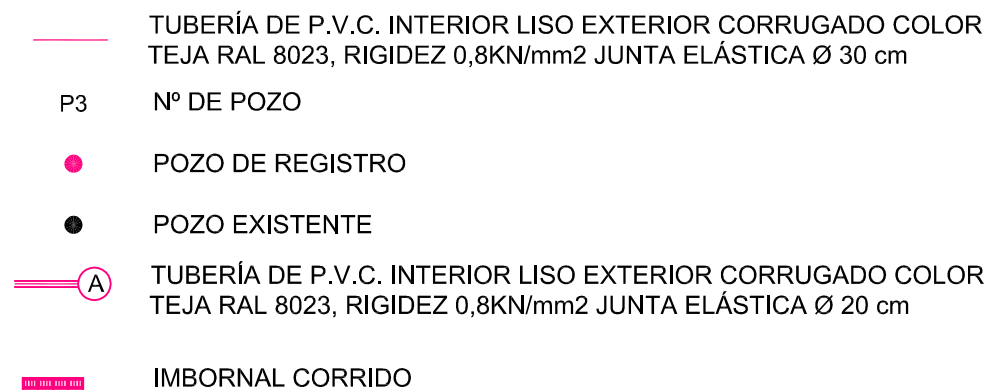 TUBERÍA DE P.V.C. INTERIOR LISO EXTERIOR CORRUGADO COLOR
TEJA RAL 8023, RIGIDEZ 0,8KN/mm2 JUNTA ELÁSTICA Ø 30 cm
P3 Nº DE POZO
POZO DE REGISTRO
POZO EXISTENTE
A TUBERÍA DE P.V.C. INTERIOR LISO EXTERIOR CORRUGADO COLOR
TEJA RAL 8023, RIGIDEZ 0,8KN/mm2 JUNTA ELÁSTICA Ø 20 cm
IMBORNAL CORRIDO